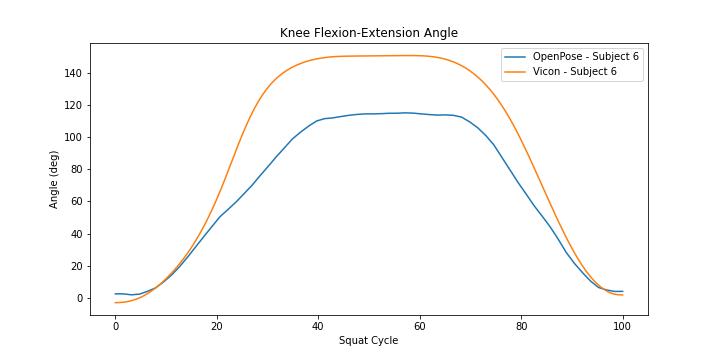 Knee Flexion-Extension Angle
OpenPose - Subject 6
Vicon - Subject 6
Angle (deg)
140
120
100
80
60
40
20
0
0 20 40 60 80 100
Squat Cycle